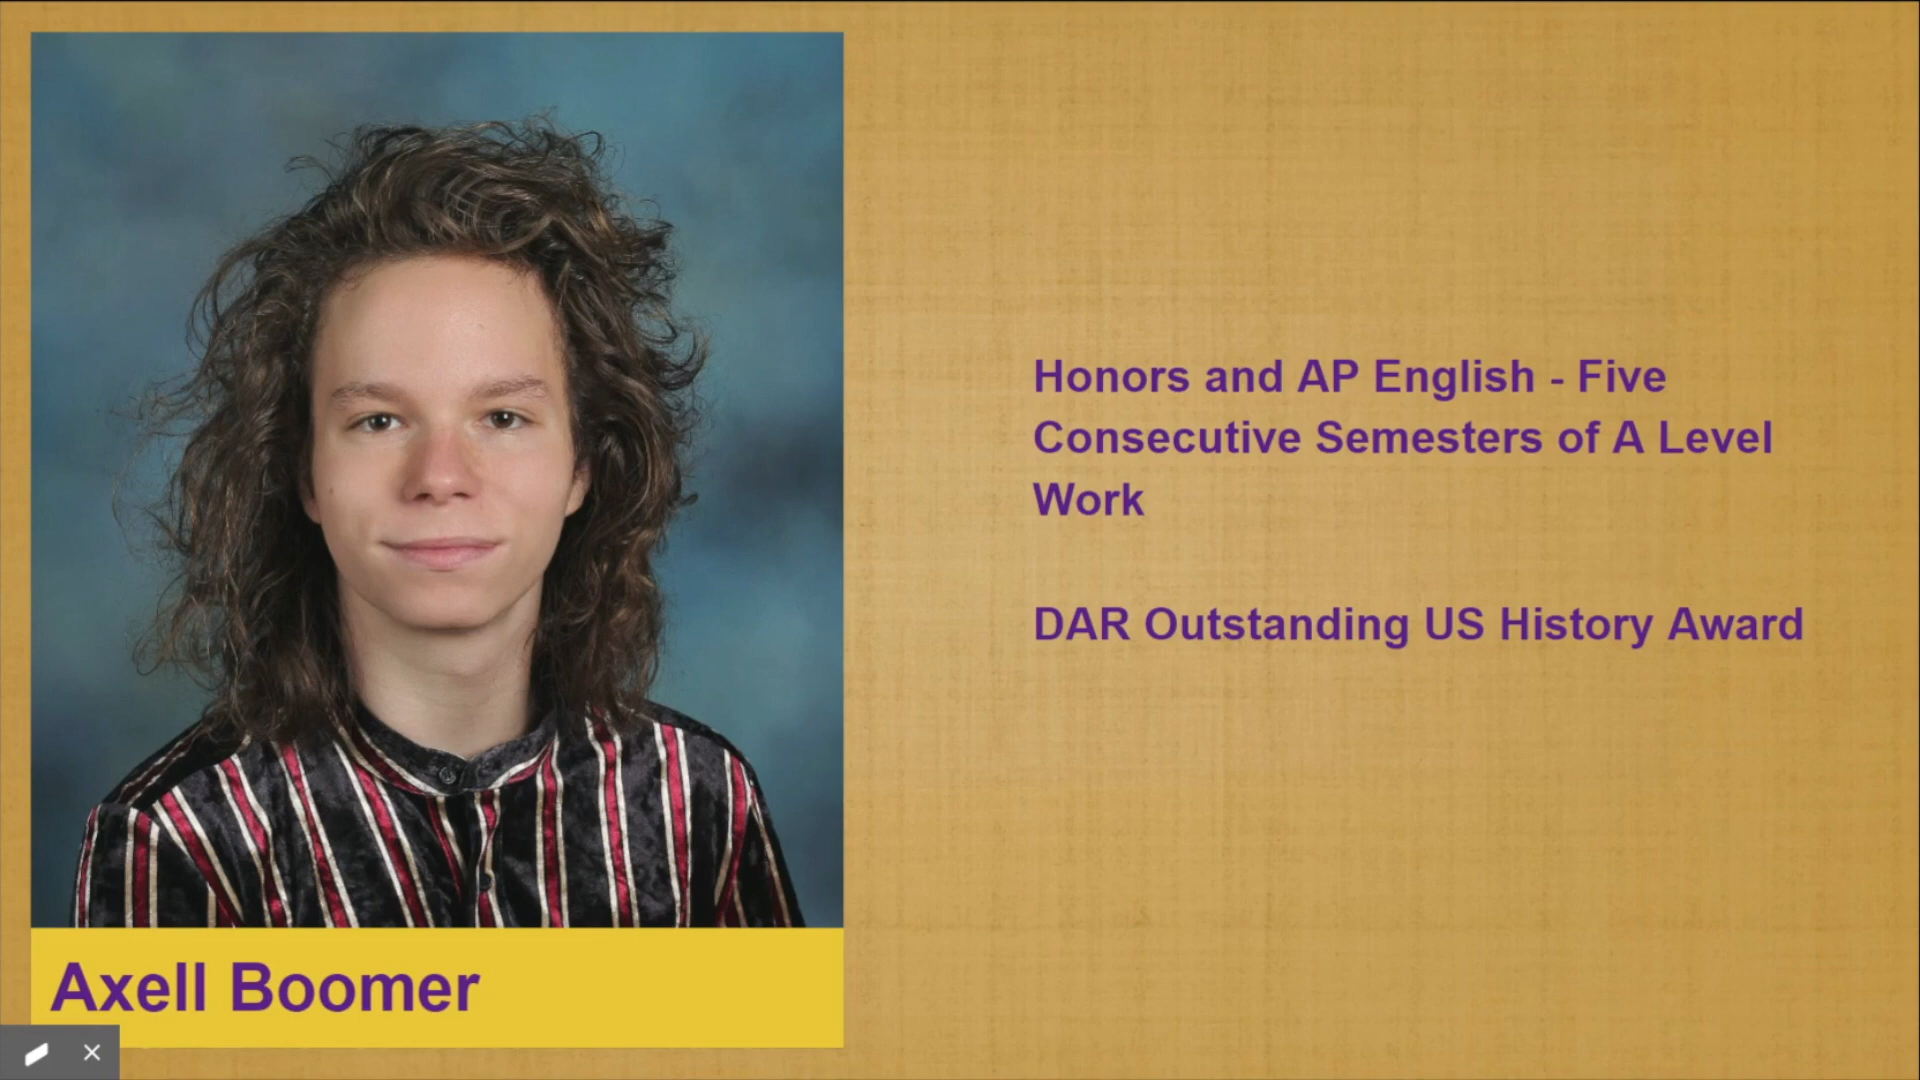 Honors and AP English - Five
Consecutive Semesters of A Level
Work
DAR Outstanding US History Award
Axell Boomer